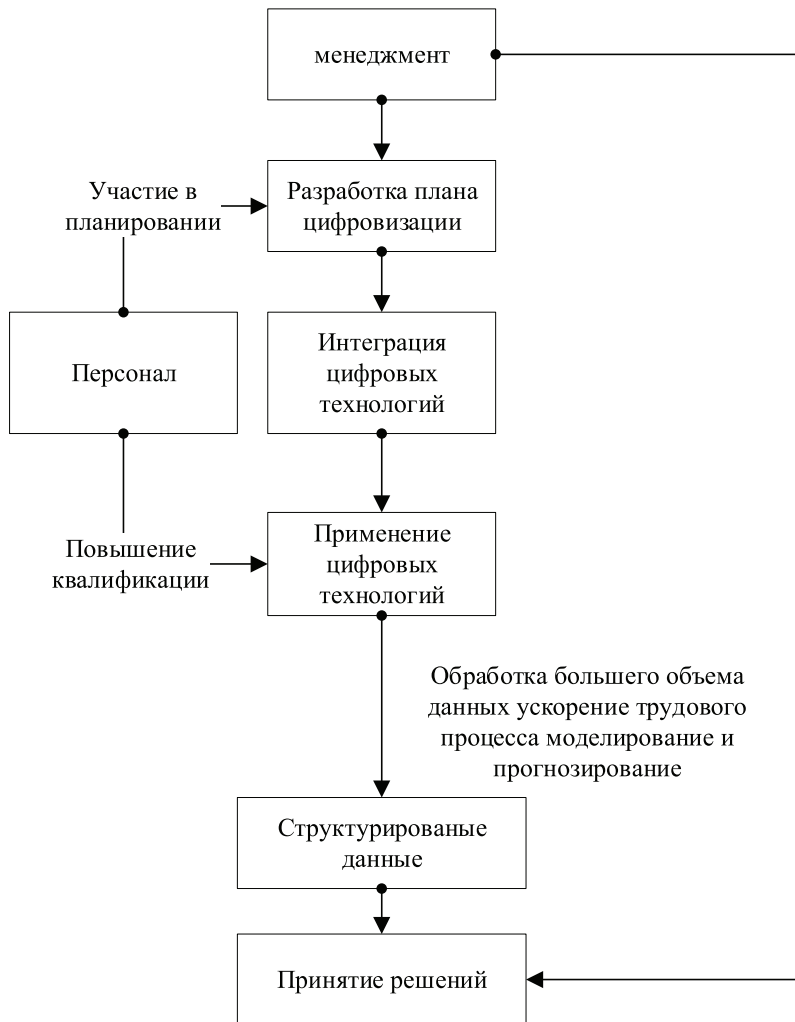 менеджмент
Участие в
планировании
Разработка плана
цифровизации
Персонал
Интеграция
цифровых
технологий
Повышение
квалификации
Применение
цифровых
технологий
Обработка большего объема
данных ускорение трудового
процесса моделирование и
прогнозирование
Структурированые
данные
Принятие решений